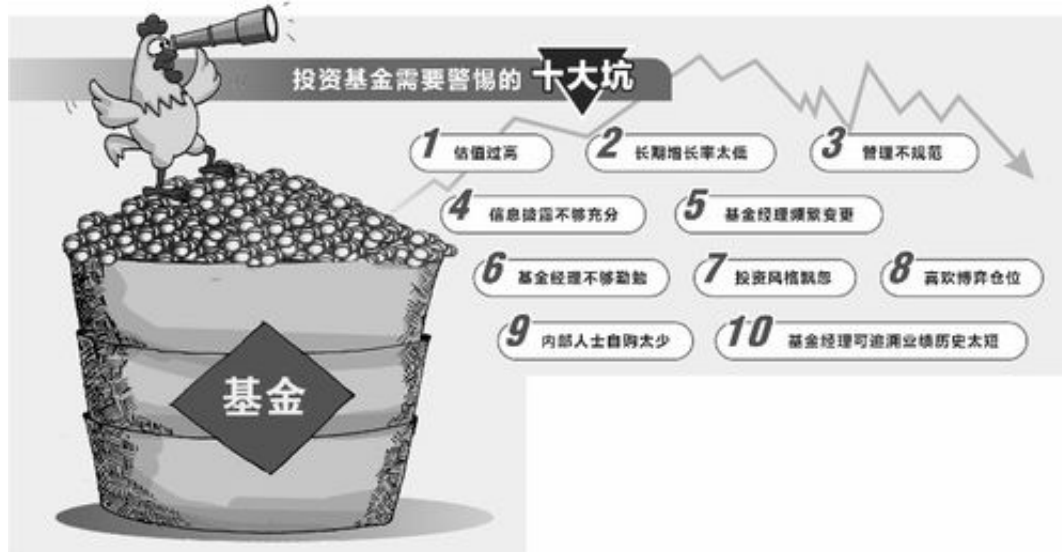 投资基金需要警惕的 十大坑
1 估值过高
2 长期增长率太低
3 管理不规范
4 信息披露不够充分
5 基金经理频繁变更
6 基金经理不够勤勉
7 投资风格飘忽
8 喜欢博弈仓位
9 内部人士自购太少
10 基金经理可追溯业绩历史太短
基金